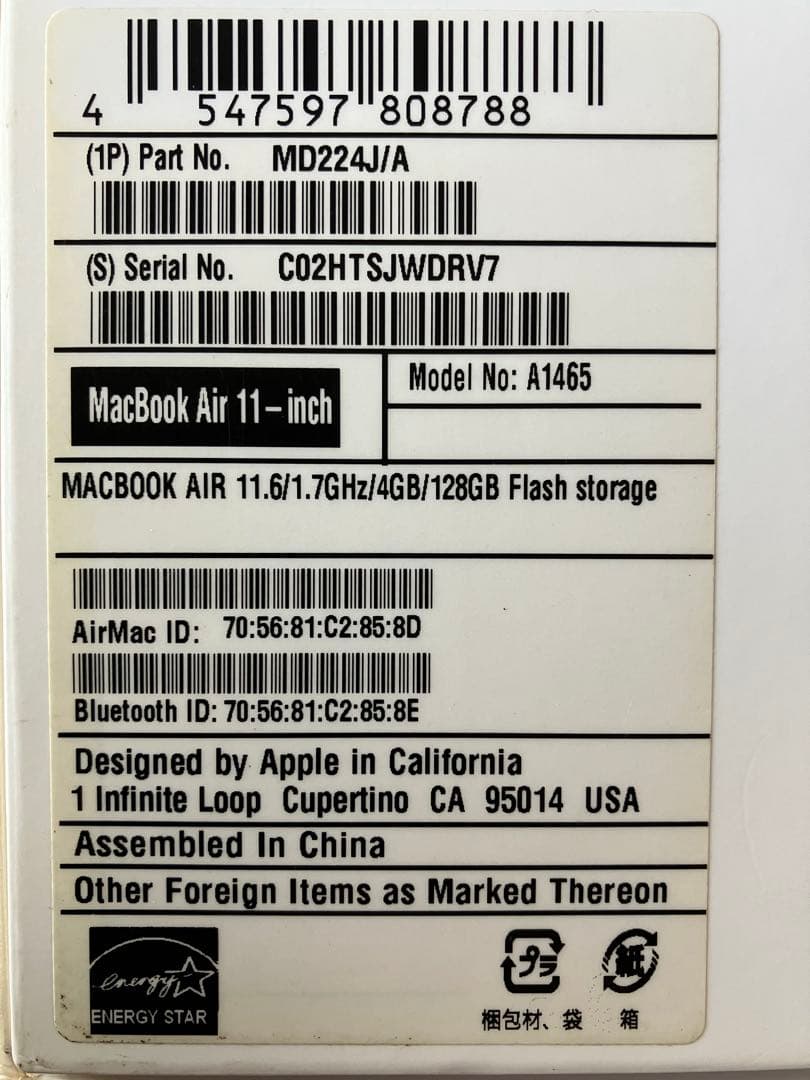 4 547597 808788
(1P) Part No. MD224J/A
(S) Serial No. C02HTSJWDRV7
MacBook Air 11-inch
Model No: A1465
MACBOOK AIR 11.6/1.7GHz/4GB/128GB Flash storage
AirMac ID: 70:56:81:C2:85:8D
Bluetooth ID: 70:56:81:C2:85:8E
Designed by Apple in California
1 Infinite Loop Cupertino CA 95014 USA
Assembled In China
Other Foreign Items as Marked Thereon
energy
ENERGY STAR
プラ
紙
梱包材、袋
箱